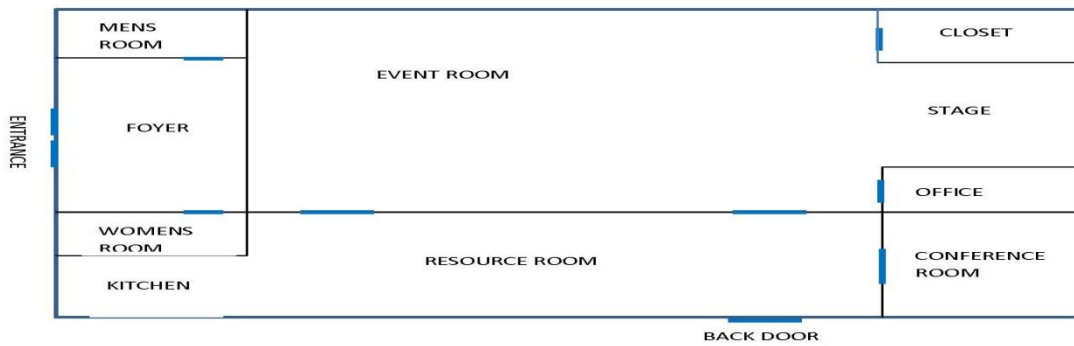 MENS
ROOM
CLOSET
EVENT ROOM
STAGE
ENTRANCE
FOYER
OFFICE
WOMENS
ROOM
RESOURCE ROOM
CONFERENCE
ROOM
KITCHEN
BACK DOOR